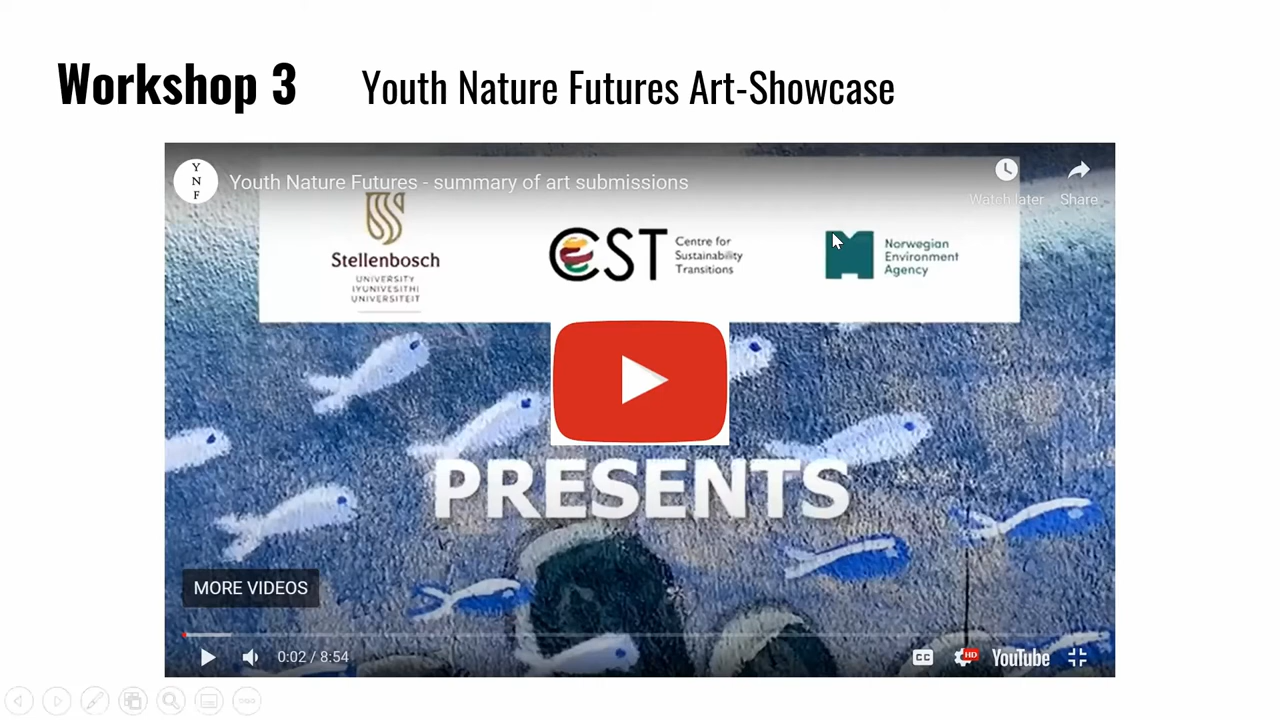 Workshop 3 Youth Nature Futures Art-Showcase
Y
N
F
Youth Nature Futures - summary of art submissions
Watch later Share
Stellenbosch
UNIVERSITY
IYUNIVESITHI
UNIVERSITEIT
CST
Centre for
Sustainability
Transitions
Norwegian
Environment
Agency
PRESENTS
MORE VIDEOS
0:02 / 8:54
CC HD YouTube